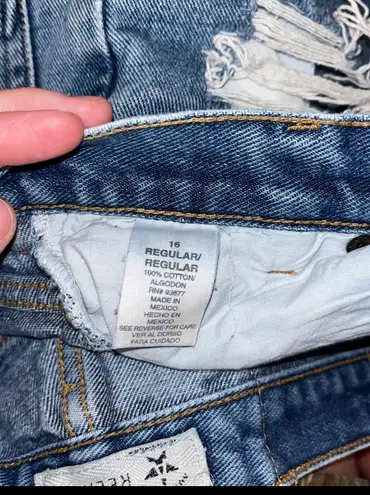 16
REGULAR/
REGULAR
100% COTTON/
ALGODON
RN# 93877
MADE IN
MEXICO
HECHO EN
MEXICO
SEE REVERSE FOR CARE
VER AL DORSO
PARA CUIDADO